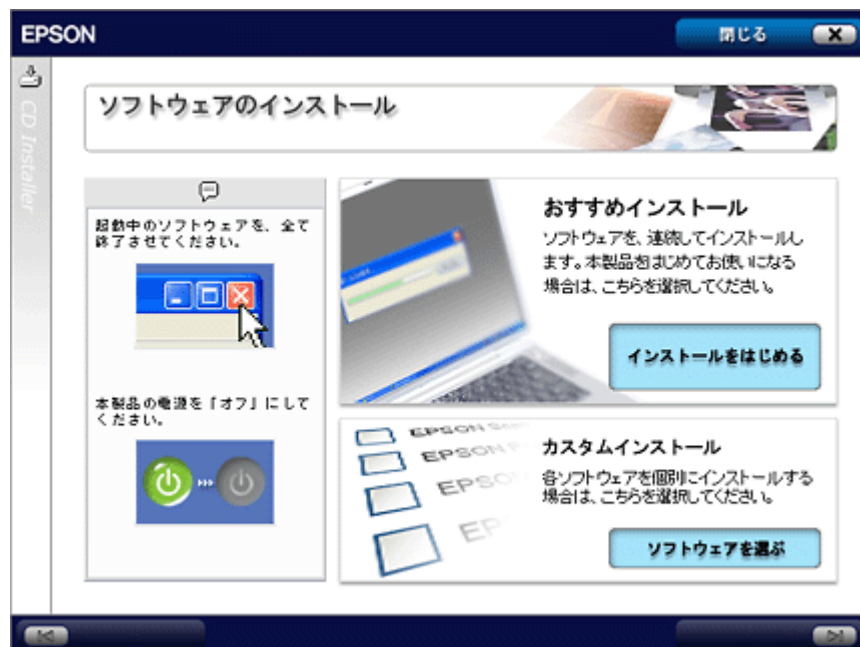 EPSON
閉じる
CD Installer
ソフトウェアのインストール
起動中のソフトウェアを、全て
終了させてください。
本製品の電源を「オフ」にして
ください。
おすすめインストール
ソフトウェアを、連続してインストールし
ます。本製品をはじめてお使いになる
場合は、こちらを選択してください。
インストールをはじめる
EPSON
EPSON
EPSO
EP
カスタムインストール
各ソフトウェアを個別にインストールする
場合は、こちらを選択してください。
ソフトウェアを選ぶ